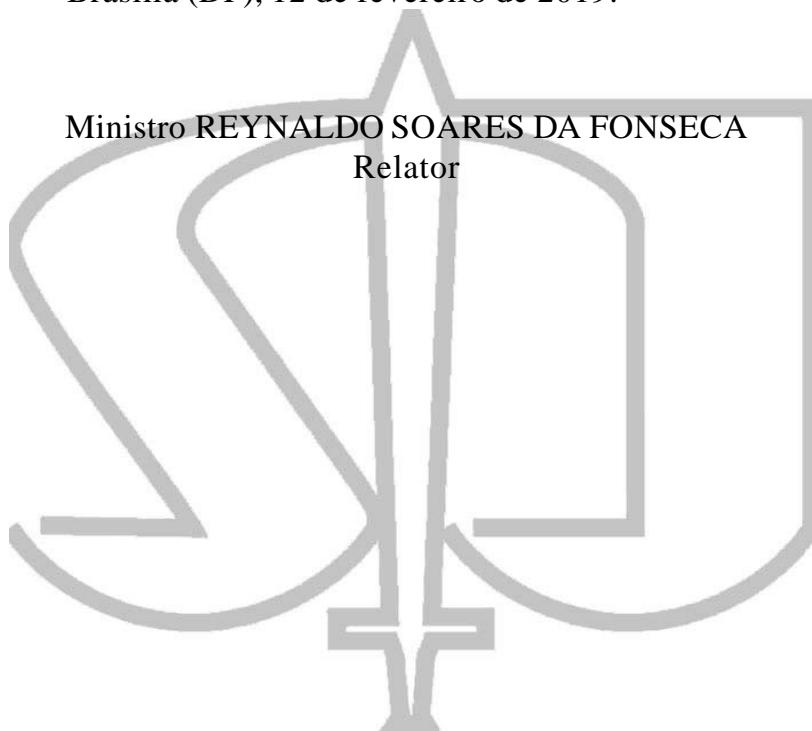 Brasília (DF), 12 de fevereiro de 2019.
Ministro REYNALDO SOARES DA FONSECA
Relator